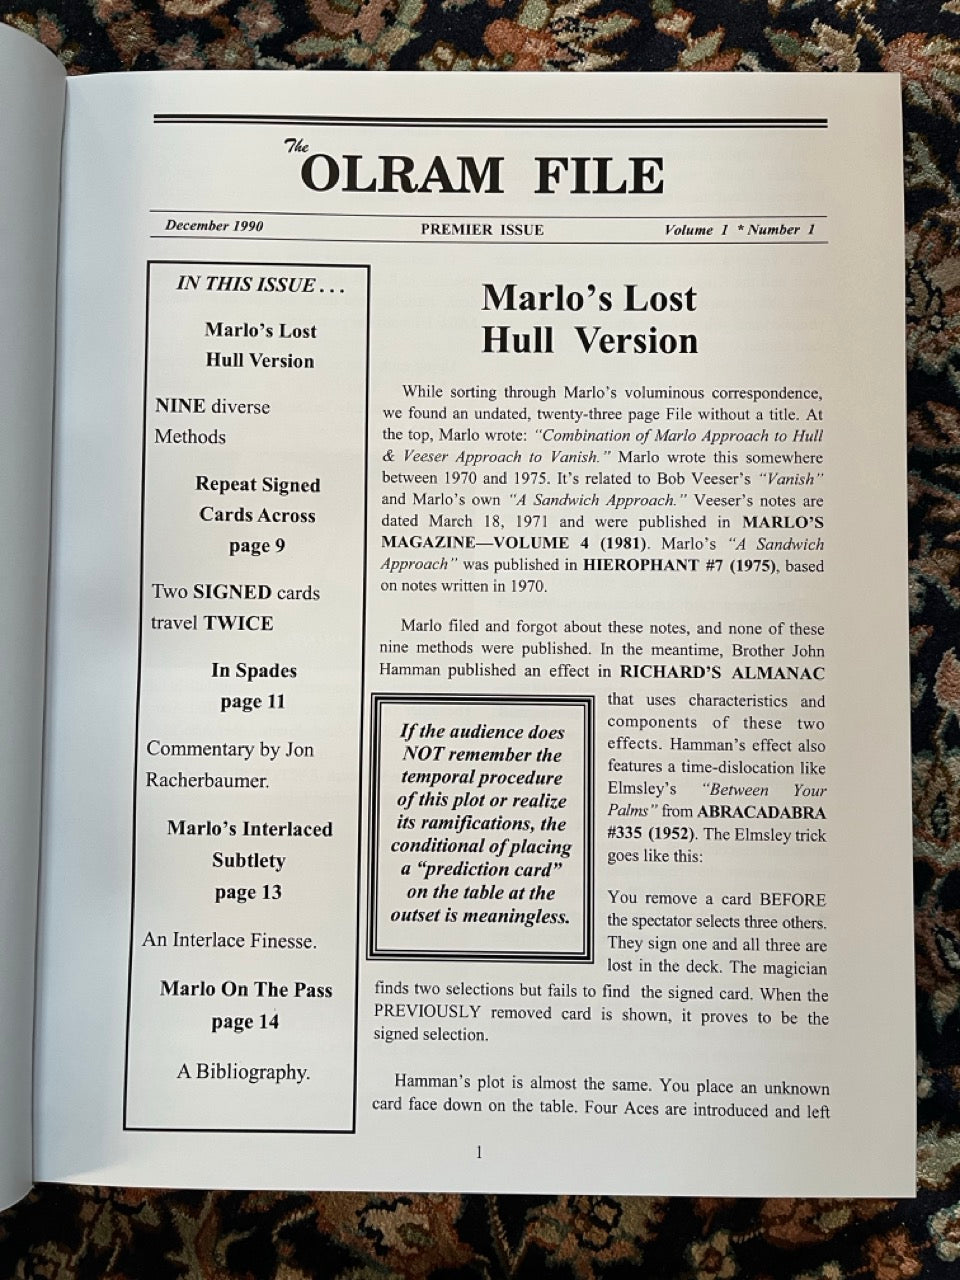 The
OLRAM FILE
December 1990 PREMIER ISSUE Volume 1 * Number 1
IN THIS ISSUE . . .
Marlo's Lost
Hull Version
NINE diverse
Methods
Repeat Signed
Cards Across
page 9
Two SIGNED cards
travel TWICE
In Spades
page 11
Commentary by Jon
Racherbaumer.
Marlo's Interlaced
Subtlety
page 13
An Interlace Finesse.
Marlo On The Pass
page 14
A Bibliography.
Marlo's Lost
Hull Version
While sorting through Marlo's voluminous correspondence,
we found an undated, twenty-three page File without a title. At
the top, Marlo wrote: "Combination of Marlo Approach to Hull
& Veeser Approach to Vanish." Marlo wrote this somewhere
between 1970 and 1975. It's related to Bob Veeser's "Vanish"
and Marlo's own "A Sandwich Approach." Veeser's notes are
dated March 18, 1971 and were published in MARLO'S
MAGAZINE—VOLUME 4 (1981). Marlo's "A Sandwich
Approach" was published in HIEROPHANT #7 (1975), based
on notes written in 1970.
Marlo filed and forgot about these notes, and none of these
nine methods were published. In the meantime, Brother John
Hamman published an effect in RICHARD'S ALMANAC
that uses characteristics and
components of these two
effects. Hamman's effect also
features a time-dislocation like
Elmsley's "Between Your
Palms" from ABRACADABRA
#335 (1952). The Elmsley trick
goes like this:
If the audience does
NOT remember the
temporal procedure
of this plot or realize
its ramifications, the
conditional of placing
a "prediction card"
on the table at the
outset is meaningless.
You remove a card BEFORE
the spectator selects three others.
They sign one and all three are
lost in the deck. The magician
finds two selections but fails to find the signed card. When the
PREVIOUSLY removed card is shown, it proves to be the
signed selection.
Hamman's plot is almost the same. You place an unknown
card face down on the table. Four Aces are introduced and left
1